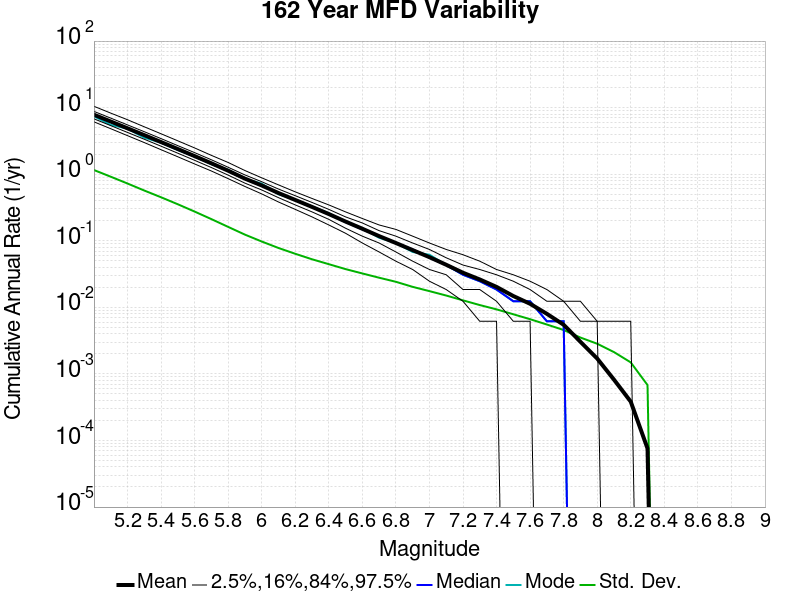 162 Year MFD Variability
10^2
10^1
10^0
10^-1
10^-2
10^-3
10^-4
10^-5
Cumulative Annual Rate (1/yr)
5.2 5.4 5.6 5.8 6 6.2 6.4 6.6 6.8 7 7.2 7.4 7.6 7.8 8 8.2 8.4 8.6 8.8 9
Magnitude
Mean 2.5%,16%,84%,97.5% Median Mode Std. Dev.